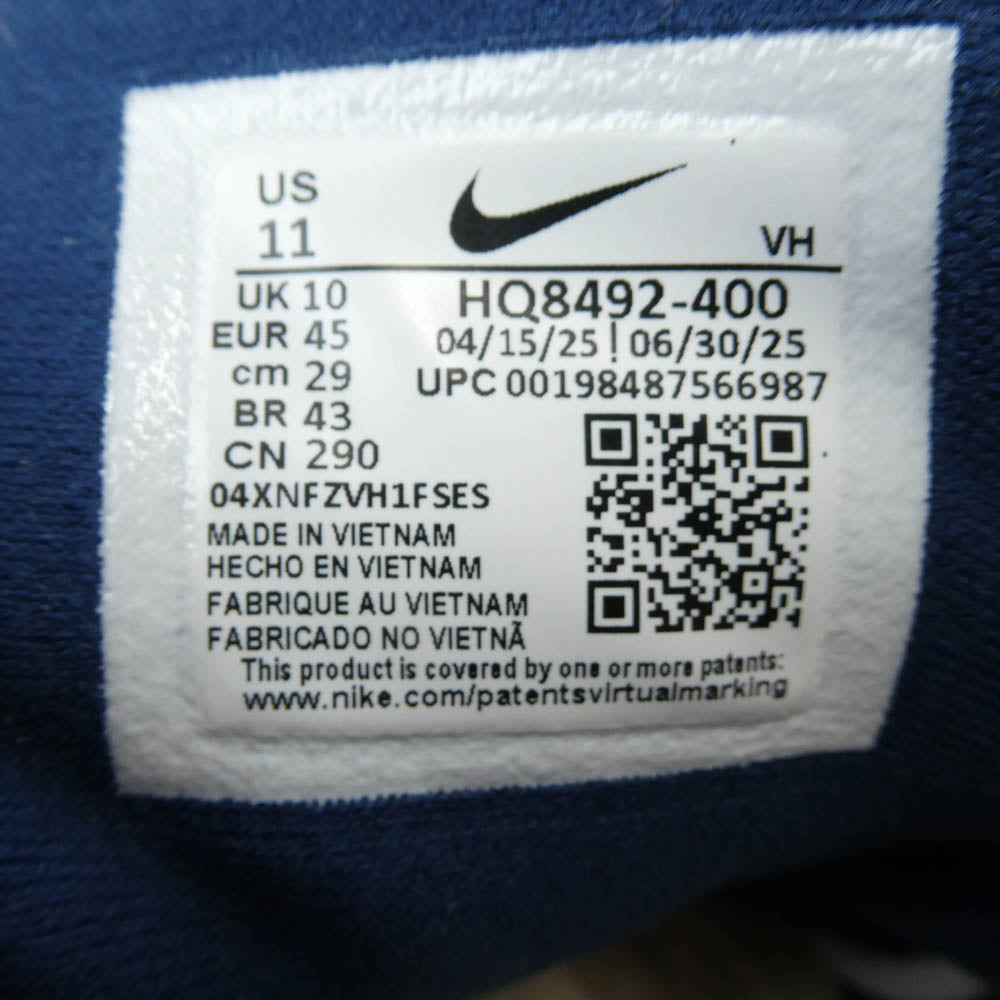 US
11
VH
UK 10
HQ8492-400
EUR 45
04/15/25 | 06/30/25
cm 29
UPC 00198487566987
BR 43
CN 290
04XNFZVH1FSES
MADE IN VIETNAM
HECHO EN VIETNAM
FABRIQUE AU VIETNAM
FABRICADO NO VIETNÃ
This product is covered by one or more patents:
www.nike.com/patentsvirtualmarking